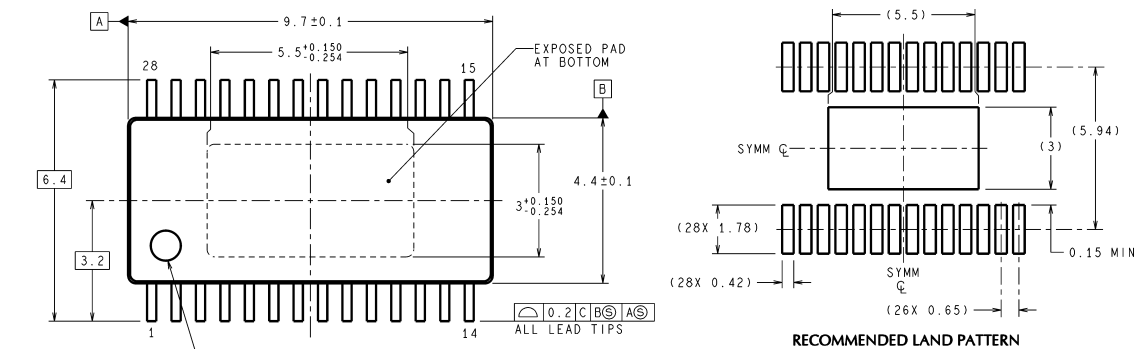 A
9.7±0.1
5.5+0.150 -0.254
EXPOSED PAD
AT BOTTOM
28
15
B
6.4
3.2
3+0.150 -0.254
4.4±0.1
1
14
⌓ 0.2 C BⓈ AⓈ
ALL LEAD TIPS
(5.5)
SYMM ℄
(3)
(5.94)
(28X 1.78)
0.15 MIN
(28X 0.42)
SYMM
℄
(26X 0.65)
RECOMMENDED LAND PATTERN